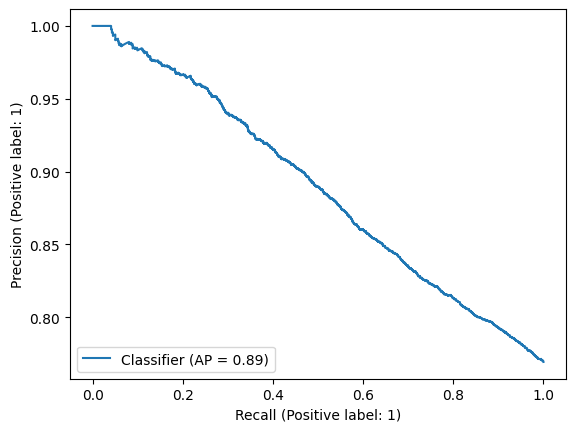 1.00
0.95
0.90
0.85
0.80
Precision (Positive label: 1)
Classifier (AP = 0.89)
0.0 0.2 0.4 0.6 0.8 1.0
Recall (Positive label: 1)